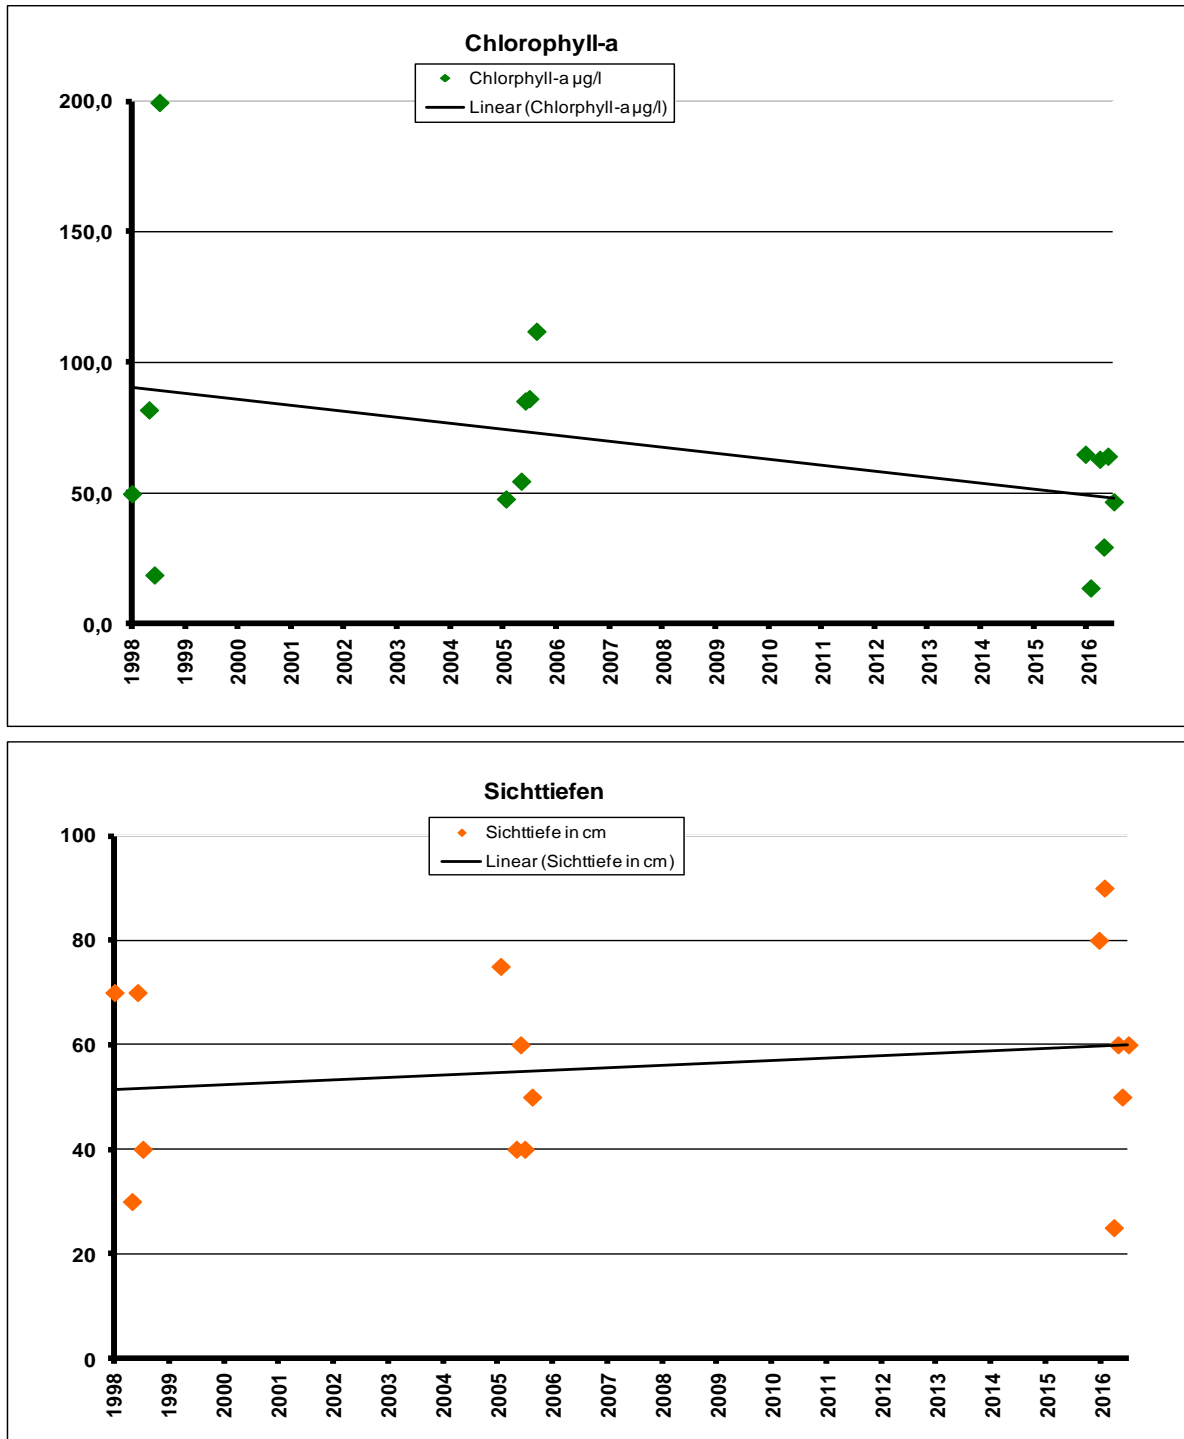 Chlorophyll-a
Chlorphyll-a µg/l
Linear (Chlorphyll-a µg/l)
200,0
150,0
100,0
50,0
0,0
1998 1999 2000 2001 2002 2003 2004 2005 2006 2007 2008 2009 2010 2011 2012 2013 2014 2015 2016
Sichttiefen
Sichttiefe in cm
Linear (Sichttiefe in cm)
100
80
60
40
20
0
1998 1999 2000 2001 2002 2003 2004 2005 2006 2007 2008 2009 2010 2011 2012 2013 2014 2015 2016